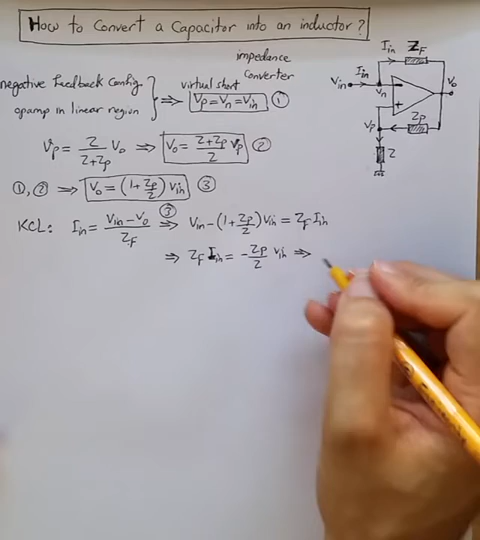 How to Convert a Capacitor into an inductor?
impedance
converter
negative feedback Config.
opamp in linear region
} ⇒ virtual short
Vp = Vn = Vin ①
Vp = Z/(Z+Zp) Vo ⇒ Vo = (Z+Zp)/Z Vp ②
①,② ⇒ Vo = (1+Zp/Z) Vin ③
KCL: Iin = (Vin-Vo)/ZF ③⇒ Vin-(1+Zp/Z)Vin = ZF Iin
⇒ ZF Iin = -Zp/Z Vin ⇒
Iin ZF
Vin Iin Vn - Vo
+
Vp Zp
Z